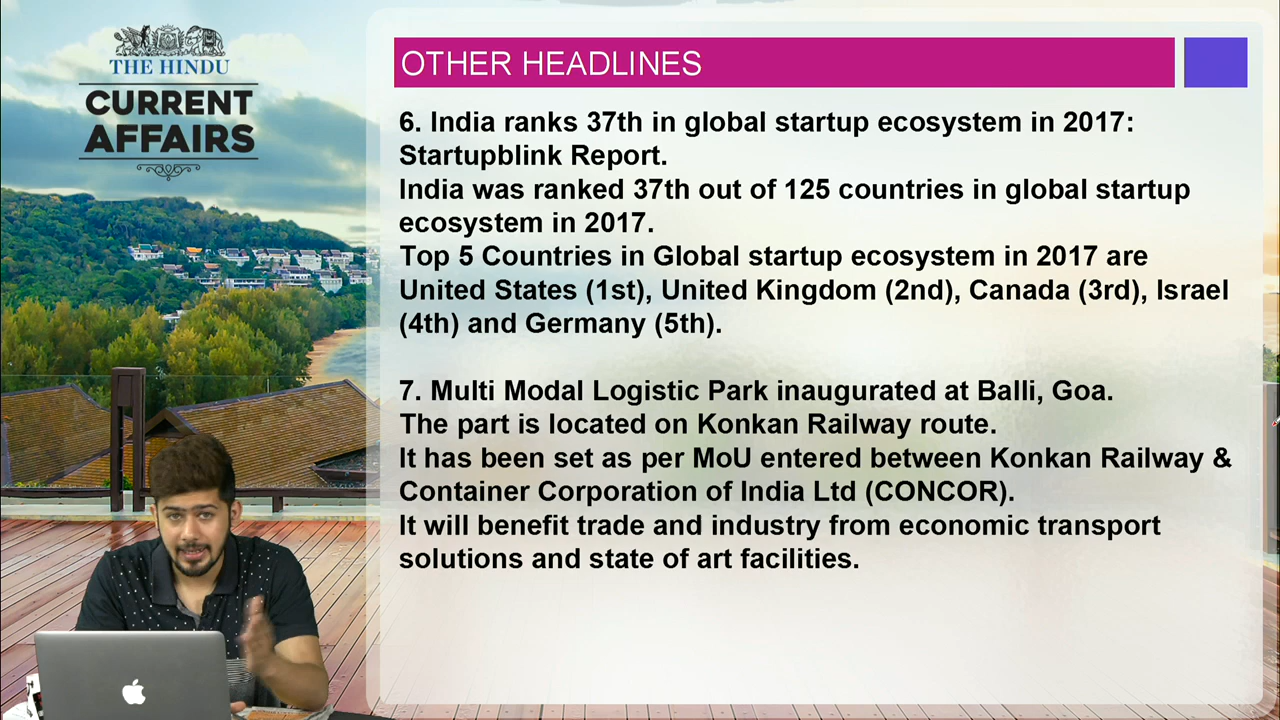 THE HINDU
CURRENT
AFFAIRS
OTHER HEADLINES
6. India ranks 37th in global startup ecosystem in 2017:
Startupblink Report.
India was ranked 37th out of 125 countries in global startup
ecosystem in 2017.
Top 5 Countries in Global startup ecosystem in 2017 are
United States (1st), United Kingdom (2nd), Canada (3rd), Israel
(4th) and Germany (5th).
7. Multi Modal Logistic Park inaugurated at Balli, Goa.
The part is located on Konkan Railway route.
It has been set as per MoU entered between Konkan Railway &
Container Corporation of India Ltd (CONCOR).
It will benefit trade and industry from economic transport
solutions and state of art facilities.